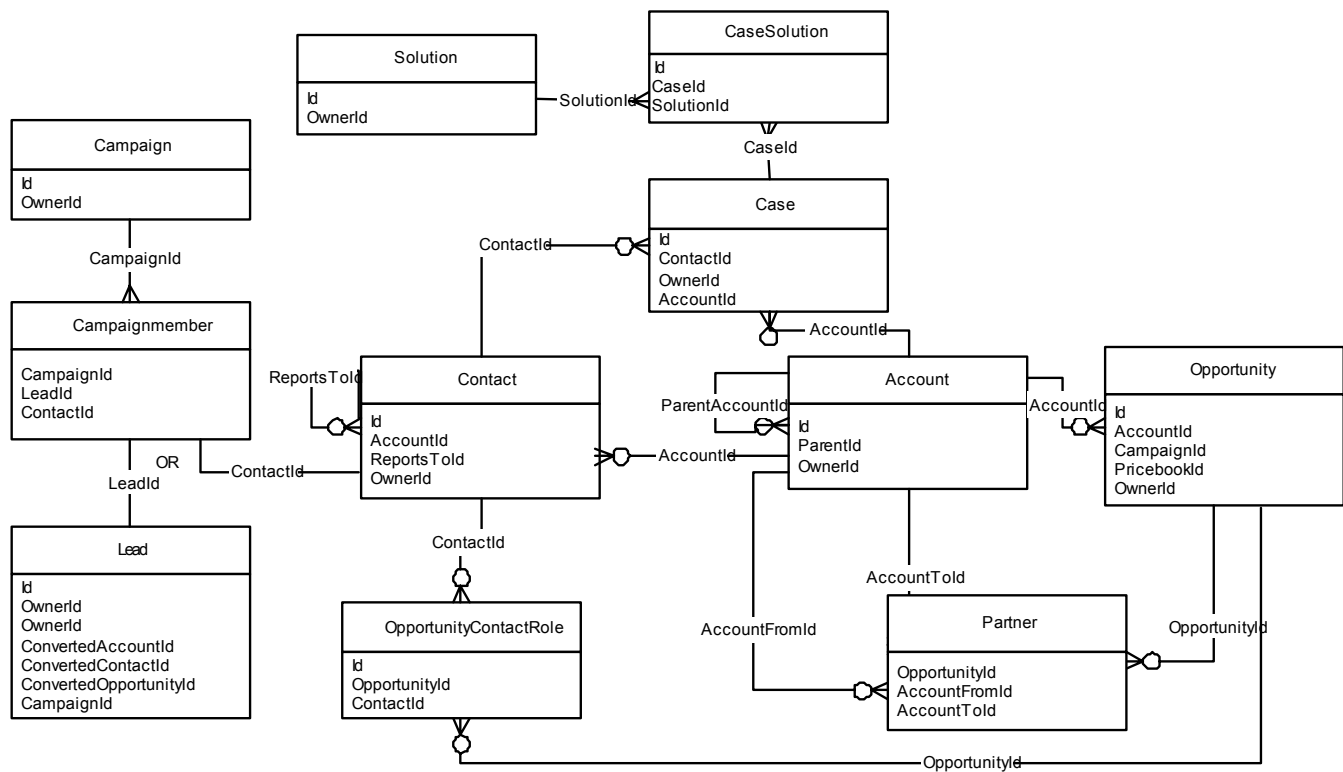 CaseSolution
Id
CaseId
SolutionId
Solution
Id
OwnerId
SolutionId
CaseId
Campaign
Id
OwnerId
CampaignId
Case
Id
ContactId
OwnerId
AccountId
ContactId
AccountId
Campaignmember
CampaignId
LeadId
ContactId
OR
LeadId
ContactId
ReportsToId
Contact
Id
AccountId
ReportsToId
OwnerId
AccountId
ParentAccountId
Account
Id
ParentId
OwnerId
AccountId
Opportunity
Id
AccountId
CampaignId
PricebookId
OwnerId
Lead
Id
OwnerId
OwnerId
ConvertedAccountId
ConvertedContactId
ConvertedOpportunityId
CampaignId
ContactId
OpportunityContactRole
Id
OpportunityId
ContactId
AccountFromId
AccountToId
Partner
OpportunityId
AccountFromId
AccountToId
OpportunityId
OpportunityId